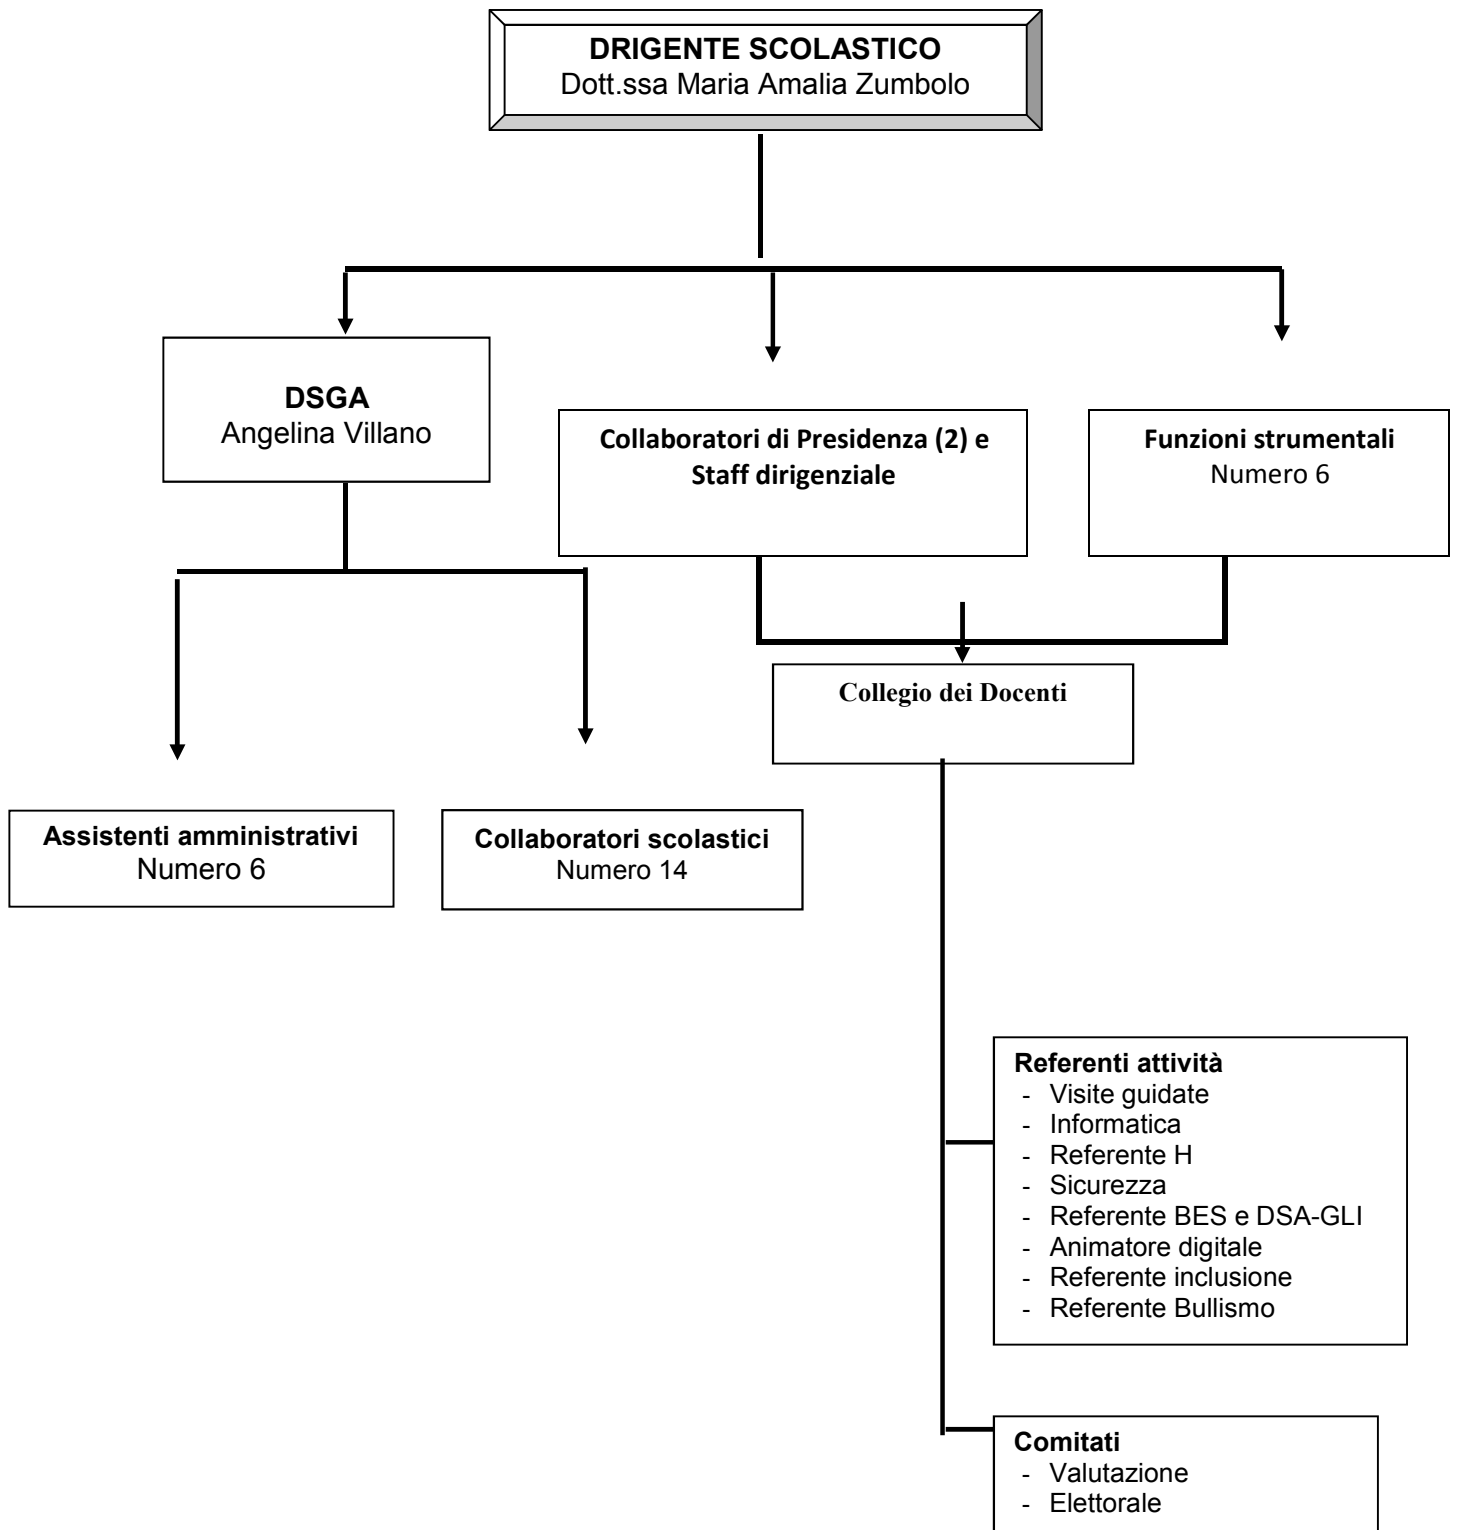 DRIGENTE SCOLASTICO
Dott.ssa Maria Amalia Zumbolo
DSGA
Angelina Villano
Collaboratori di Presidenza (2) e
Staff dirigenziale
Funzioni strumentali
Numero 6
Collegio dei Docenti
Assistenti amministrativi
Numero 6
Collaboratori scolastici
Numero 14
Referenti attività
- Visite guidate
- Informatica
- Referente H
- Sicurezza
- Referente BES e DSA-GLI
- Animatore digitale
- Referente inclusione
- Referente Bullismo
Comitati
- Valutazione
- Elettorale